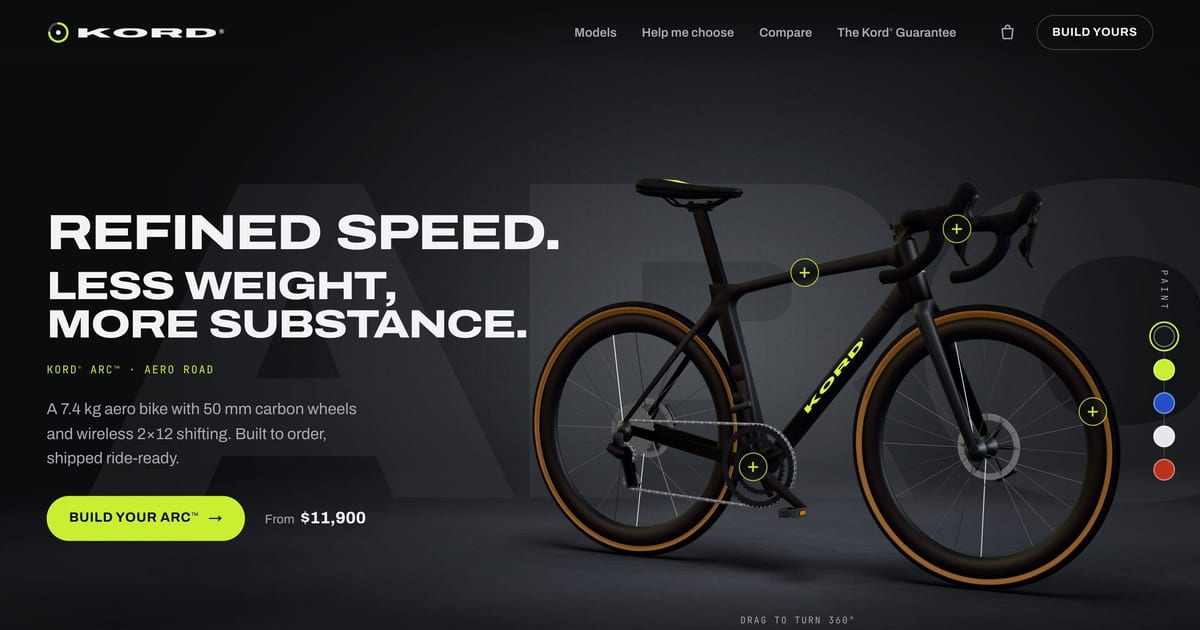 KORD®
Models
Help me choose
Compare
The Kord® Guarantee
BUILD YOURS
ARC
REFINED SPEED.
LESS WEIGHT,
MORE SUBSTANCE.
KORD® ARC™ · AERO ROAD
A 7.4 kg aero bike with 50 mm carbon wheels
and wireless 2×12 shifting. Built to order,
shipped ride-ready.
BUILD YOUR ARC™ →
From $11,900
KORD
PAINT
DRAG TO TURN 360°